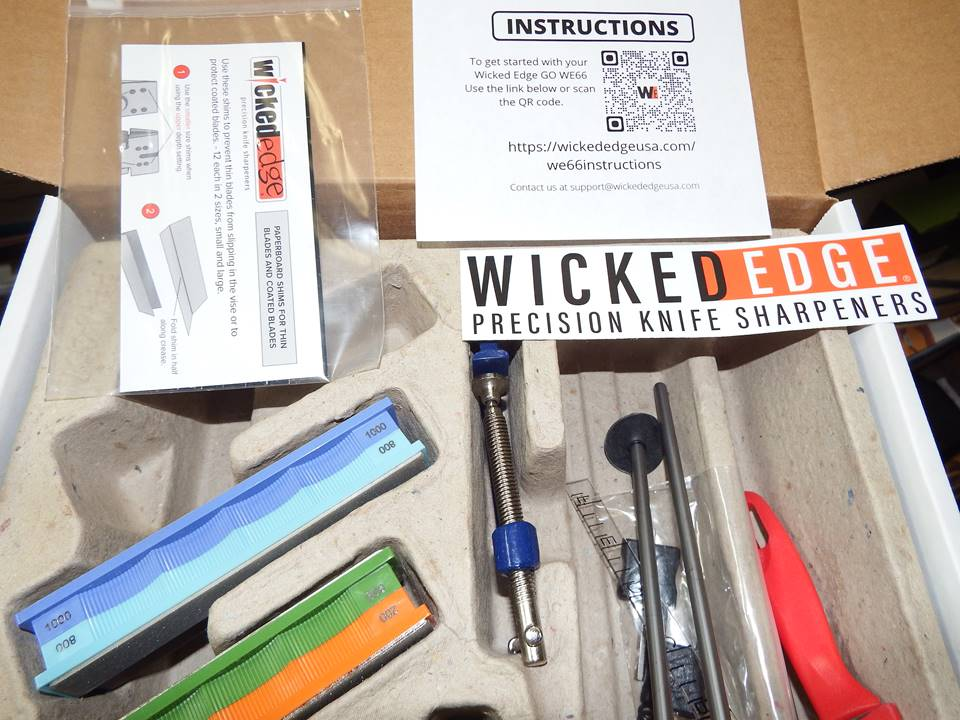 INSTRUCTIONS
To get started with your
Wicked Edge GO WE66
Use the link below or scan
the QR code.
WE
https://wickededgeusa.com/
we66instructions
Contact us at support@wickededgeusa.com
wickededge
precision knife sharpeners
PAPERBOARD SHIMS FOR THIN
BLADES AND COATED BLADES
Use these shims to prevent thin blades from slipping in the vise or to
protect coated blades. - 12 each in 2 sizes, small and large.
1
Use the smaller size shims when
using the upper depth setting.
2
Fold shim in half
along crease.
WICKED EDGE®
PRECISION KNIFE SHARPENERS
1000
800
1000
800
200